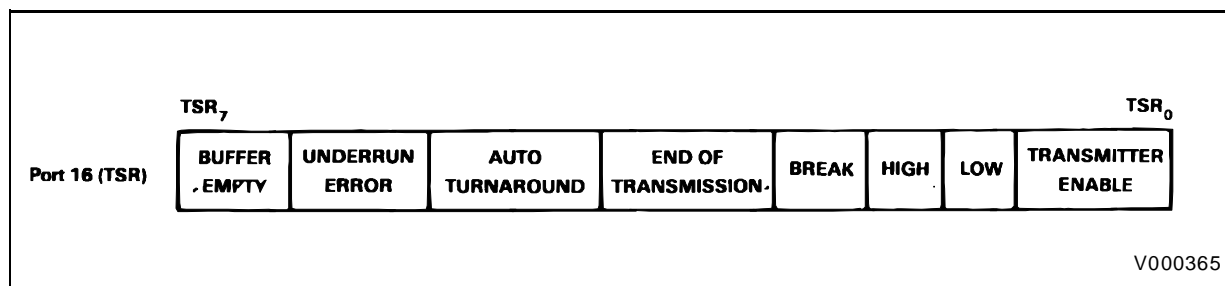 TSR7 TSR0
Port 16 (TSR) BUFFER EMPTY UNDERRUN ERROR AUTO TURNAROUND END OF TRANSMISSION BREAK HIGH LOW TRANSMITTER ENABLE
V000365